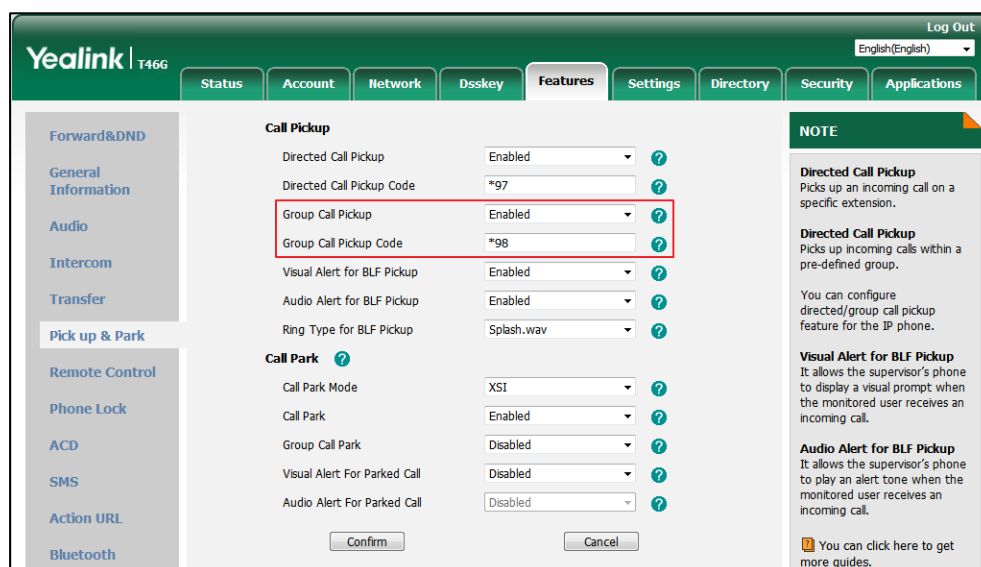 Log Out
Yealink | T46G
English(English)
Status Account Network Dsskey Features Settings Directory Security Applications
Forward&DND
General
Information
Audio
Intercom
Transfer
Pick up & Park
Remote Control
Phone Lock
ACD
SMS
Action URL
Bluetooth
Call Pickup
Directed Call Pickup Enabled ?
Directed Call Pickup Code *97 ?
Group Call Pickup Enabled ?
Group Call Pickup Code *98 ?
Visual Alert for BLF Pickup Enabled ?
Audio Alert for BLF Pickup Enabled ?
Ring Type for BLF Pickup Splash.wav ?
Call Park ?
Call Park Mode XSI ?
Call Park Enabled ?
Group Call Park Disabled ?
Visual Alert For Parked Call Disabled ?
Audio Alert For Parked Call Disabled ?
Confirm Cancel
NOTE
Directed Call Pickup
Picks up an incoming call on a
specific extension.
Directed Call Pickup
Picks up incoming calls within a
pre-defined group.
You can configure
directed/group call pickup
feature for the IP phone.
Visual Alert for BLF Pickup
It allows the supervisor's phone
to display a visual prompt when
the monitored user receives an
incoming call.
Audio Alert for BLF Pickup
It allows the supervisor's phone
to play an alert tone when the
monitored user receives an
incoming call.
? You can click here to get
more guides.